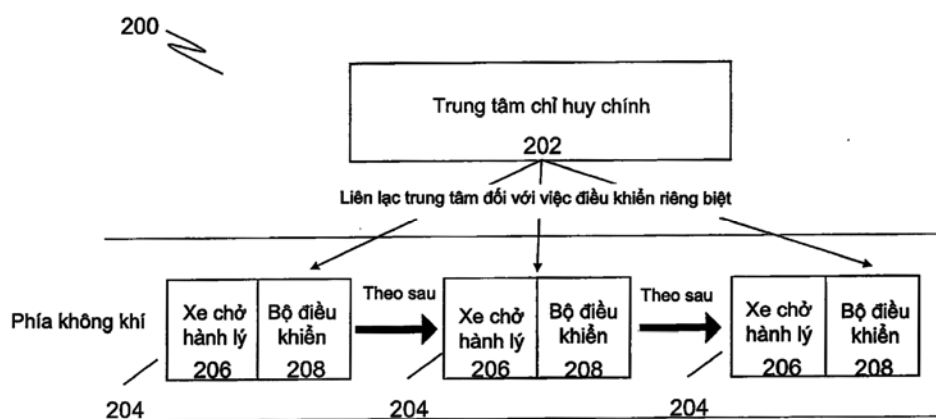 200
Trung tâm chỉ huy chính
202
Liên lạc trung tâm đối với việc điều khiển riêng biệt
Phía không khí
Xe chở
hành lý
206
Bộ điều
khiển
208
204
Theo sau
Xe chở
hành lý
206
Bộ điều
khiển
208
204
Theo sau
Xe chở
hành lý
206
Bộ điều
khiển
208
204